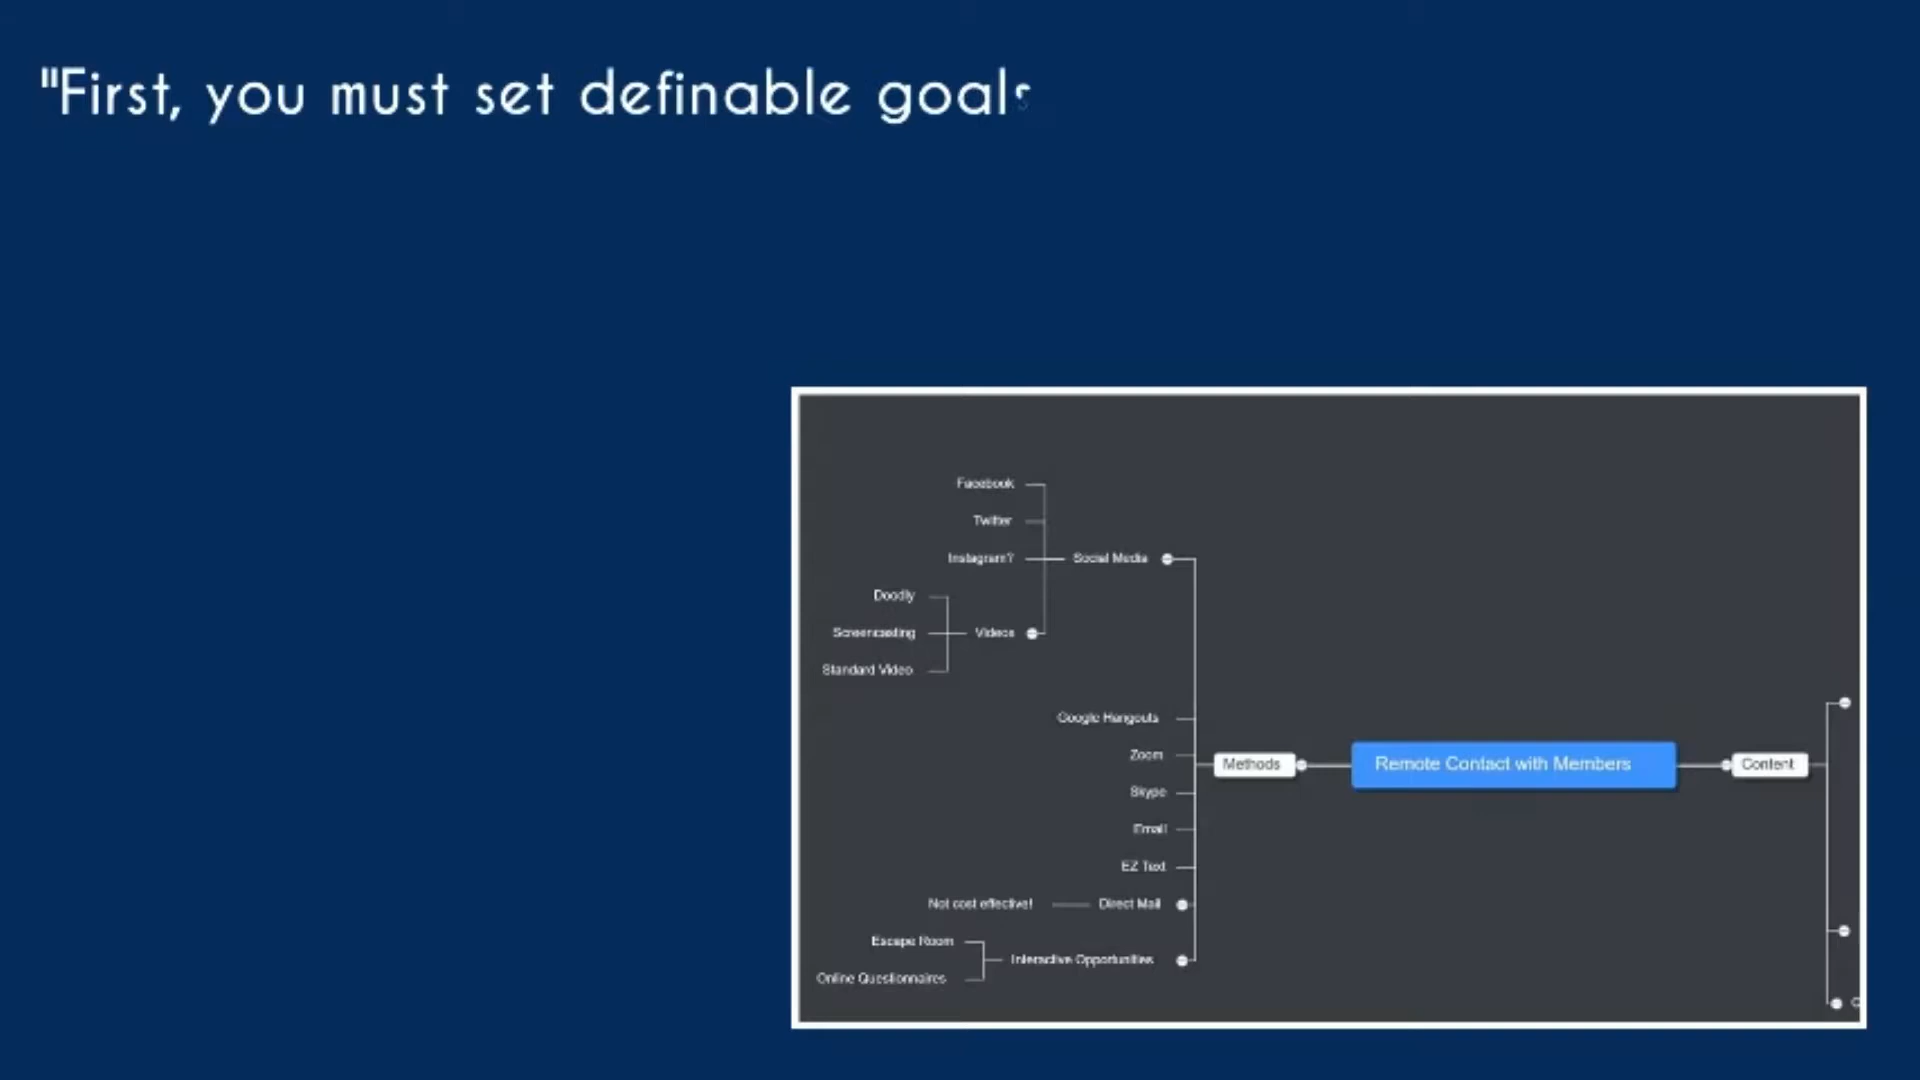 "First, you must set definable goals
Facebook
Twitter
Instagram?
Social Media
Doodly
Screencasting
Videos
Standard Video
Google Hangouts
Zoom
Methods
Remote Contact with Members
Content
Skype
Email
EZ Text
Not cost effective!
Direct Mail
Escape Room
Interactive Opportunities
Online Questionnaires